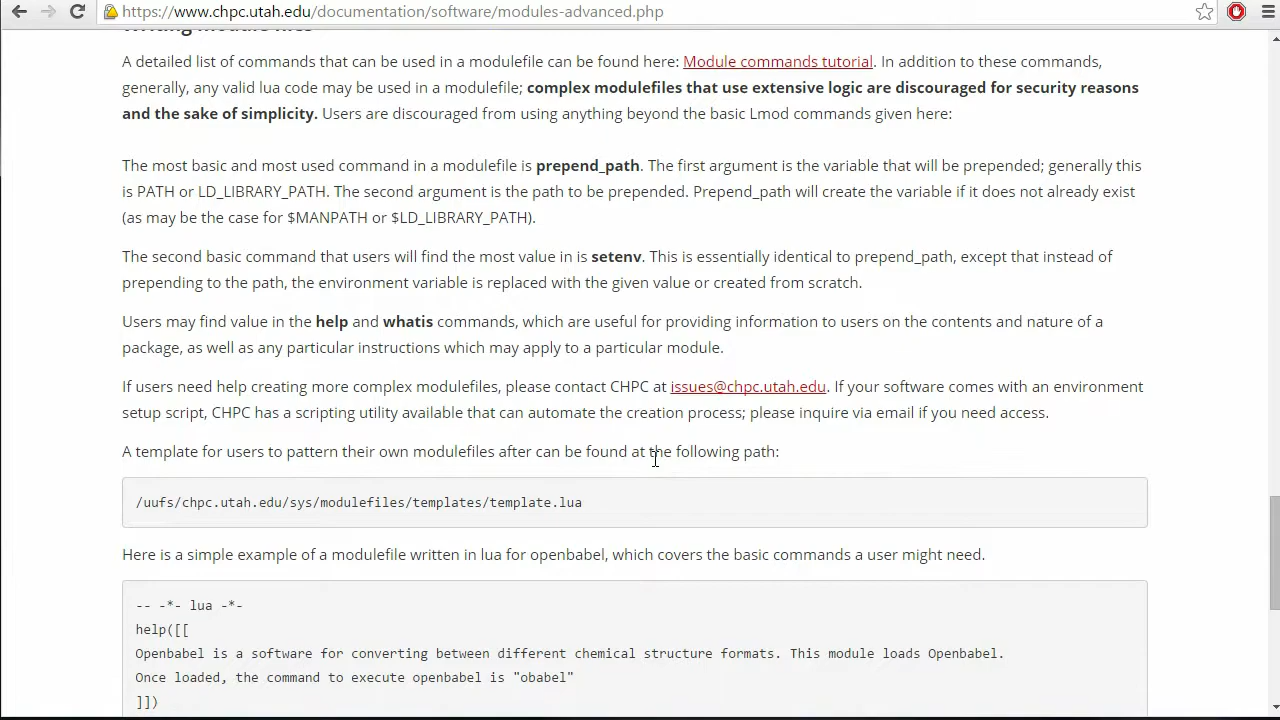 https://www.chpc.utah.edu/documentation/software/modules-advanced.php
Writing module files
A detailed list of commands that can be used in a modulefile can be found here: Module commands tutorial. In addition to these commands,
generally, any valid lua code may be used in a modulefile; complex modulefiles that use extensive logic are discouraged for security reasons
and the sake of simplicity. Users are discouraged from using anything beyond the basic Lmod commands given here:
The most basic and most used command in a modulefile is prepend_path. The first argument is the variable that will be prepended; generally this
is PATH or LD_LIBRARY_PATH. The second argument is the path to be prepended. Prepend_path will create the variable if it does not already exist
(as may be the case for $MANPATH or $LD_LIBRARY_PATH).
The second basic command that users will find the most value in is setenv. This is essentially identical to prepend_path, except that instead of
prepending to the path, the environment variable is replaced with the given value or created from scratch.
Users may find value in the help and whatis commands, which are useful for providing information to users on the contents and nature of a
package, as well as any particular instructions which may apply to a particular module.
If users need help creating more complex modulefiles, please contact CHPC at issues@chpc.utah.edu. If your software comes with an environment
setup script, CHPC has a scripting utility available that can automate the creation process; please inquire via email if you need access.
A template for users to pattern their own modulefiles after can be found at the following path:
/uufs/chpc.utah.edu/sys/modulefiles/templates/template.lua
Here is a simple example of a modulefile written in lua for openbabel, which covers the basic commands a user might need.
-- -*- lua -*-
help([[
Openbabel is a software for converting between different chemical structure formats. This module loads Openbabel.
Once loaded, the command to execute openbabel is "obabel"
]])